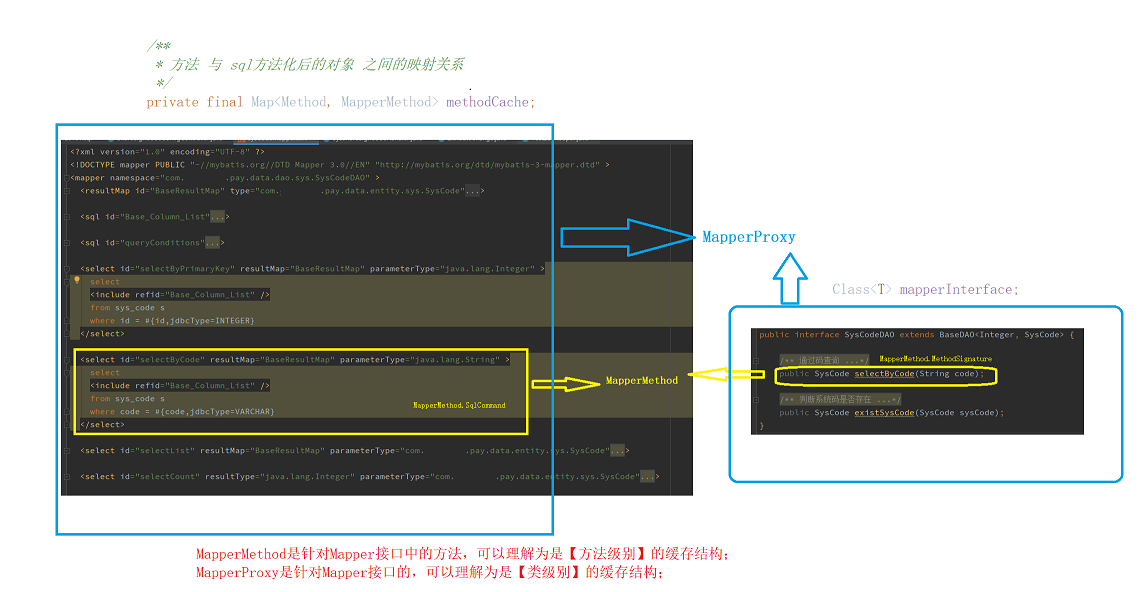 /**
* 方法 与 sql方法化后的对象 之间的映射关系
*/
private final Map<Method, MapperMethod> methodCache;
<?xml version="1.0" encoding="UTF-8" ?>
<!DOCTYPE mapper PUBLIC "-//mybatis.org//DTD Mapper 3.0//EN" "http://mybatis.org/dtd/mybatis-3-mapper.dtd" >
<mapper namespace="com. .pay.data.dao.sys.SysCodeDAO" >
<resultMap id="BaseResultMap" type="com. .pay.data.entity.sys.SysCode"...>
<sql id="Base_Column_List"...>
<sql id="queryConditions"...>
<select id="selectByPrimaryKey" resultMap="BaseResultMap" parameterType="java.lang.Integer" >
select
<include refid="Base_Column_List" />
from sys_code s
where id = #{id,jdbcType=INTEGER}
</select>
<select id="selectByCode" resultMap="BaseResultMap" parameterType="java.lang.String" >
select
<include refid="Base_Column_List" />
from sys_code s
where code = #{code,jdbcType=VARCHAR}
</select>
MapperMethod.SqlCommand
<select id="selectList" resultMap="BaseResultMap" parameterType="com. .pay.data.entity.sys.SysCode"...>
<select id="selectCount" resultType="java.lang.Integer" parameterType="com. .pay.data.entity.sys.SysCode"...>
MapperProxy
MapperMethod
Class<T> mapperInterface;
public interface SysCodeDAO extends BaseDAO<Integer, SysCode> {
/** 通过码查询 ...*/
MapperMethod.MethodSignature
public SysCode selectByCode(String code);
/** 判断系统码是否存在 ...*/
public SysCode existSysCode(SysCode sysCode);
}
MapperMethod是针对Mapper接口中的方法，可以理解为是【方法级别】的缓存结构；
MapperProxy是针对Mapper接口的，可以理解为是【类级别】的缓存结构；